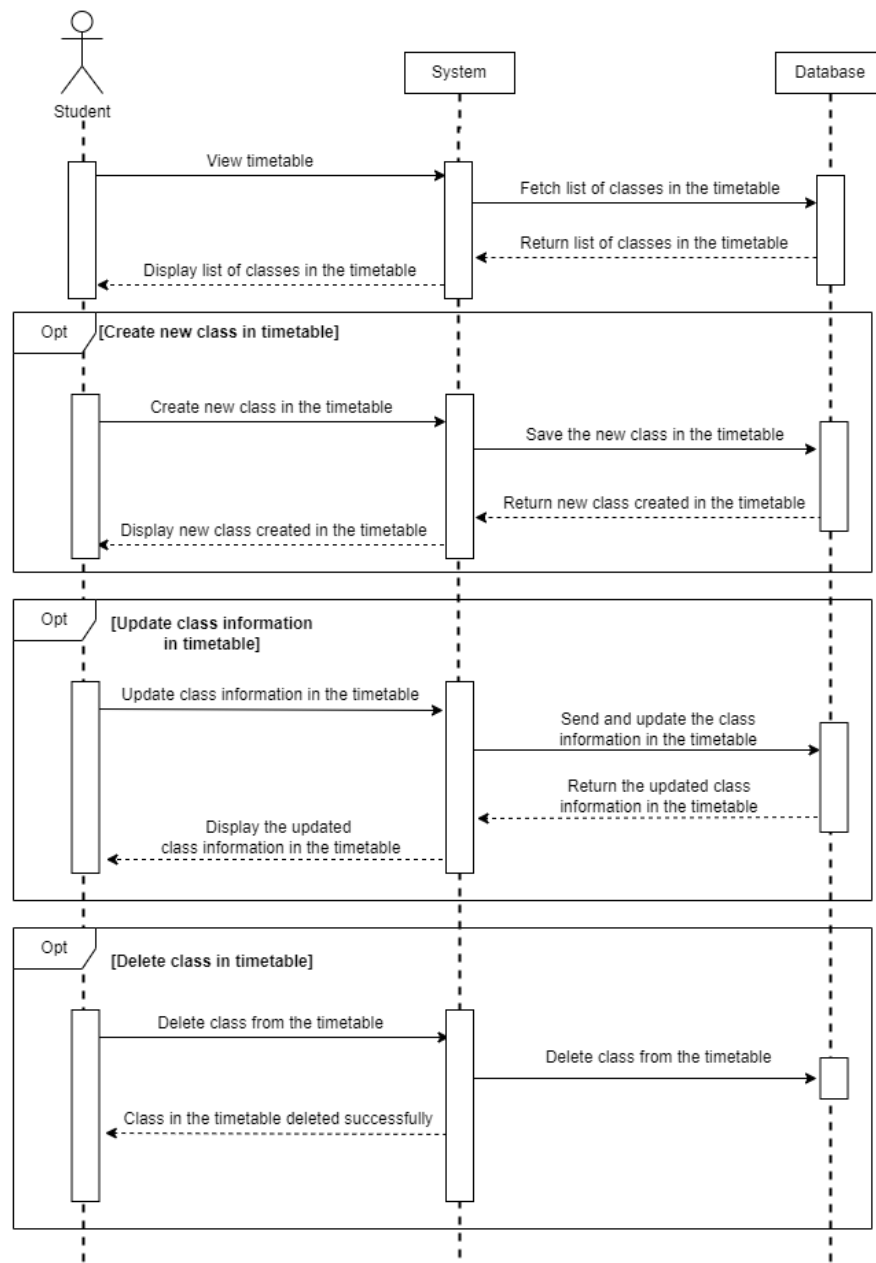 Student
System
Database
View timetable
Fetch list of classes in the timetable
Return list of classes in the timetable
Display list of classes in the timetable
Opt
[Create new class in timetable]
Create new class in the timetable
Save the new class in the timetable
Return new class created in the timetable
Display new class created in the timetable
Opt
[Update class information
in timetable]
Update class information in the timetable
Send and update the class
information in the timetable
Return the updated class
information in the timetable
Display the updated
class information in the timetable
Opt
[Delete class in timetable]
Delete class from the timetable
Delete class from the timetable
Class in the timetable deleted successfully